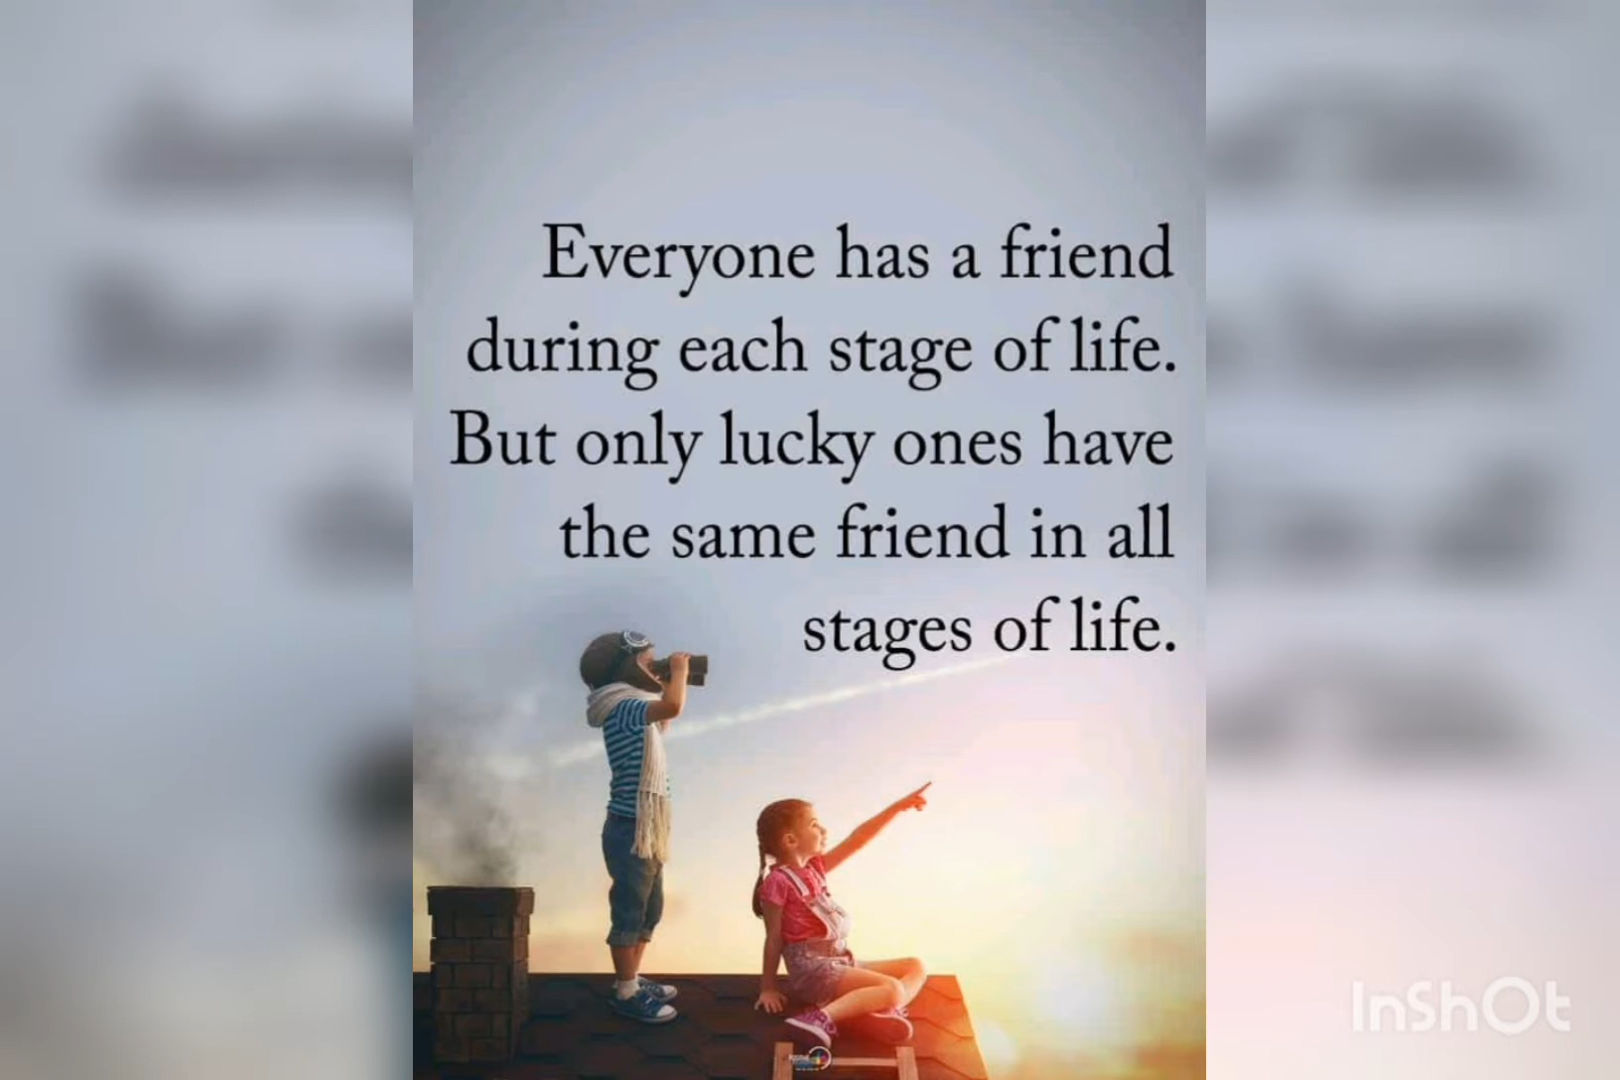 Everyone has a friend
during each stage of life.
But only lucky ones have
the same friend in all
stages of life.
InShOt